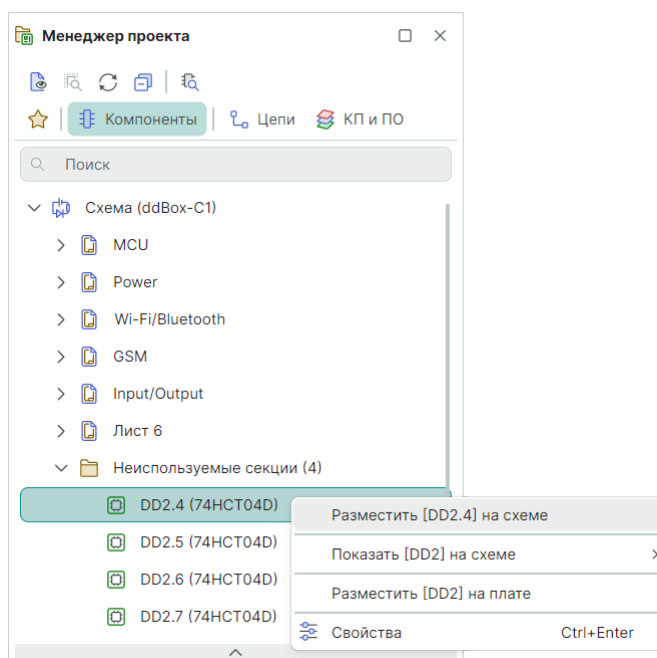 Менеджер проекта
Компоненты Цепи КП и ПО
Поиск
Схема (ddBox-C1)
MCU
Power
Wi-Fi/Bluetooth
GSM
Input/Output
Лист 6
Неиспользуемые секции (4)
DD2.4 (74HCT04D)
DD2.5 (74HCT04D)
DD2.6 (74HCT04D)
DD2.7 (74HCT04D)
Разместить [DD2.4] на схеме
Показать [DD2] на схеме
Разместить [DD2] на плате
Свойства Ctrl+Enter